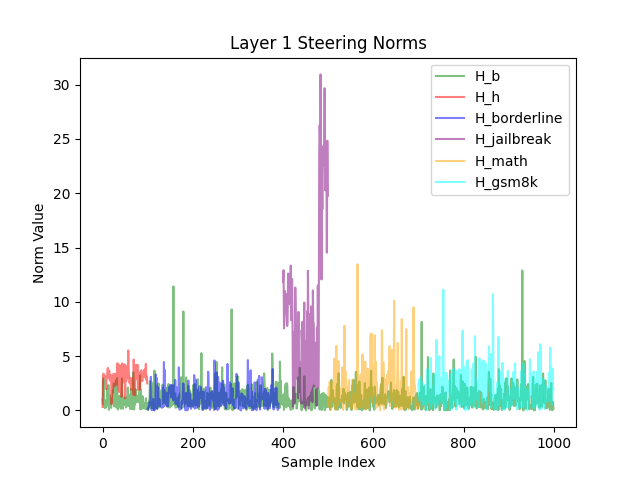 Layer 1 Steering Norms
H_b
H_h
H_borderline
H_jailbreak
H_math
H_gsm8k
Norm Value
30
25
20
15
10
5
0
0 200 400 600 800 1000
Sample Index